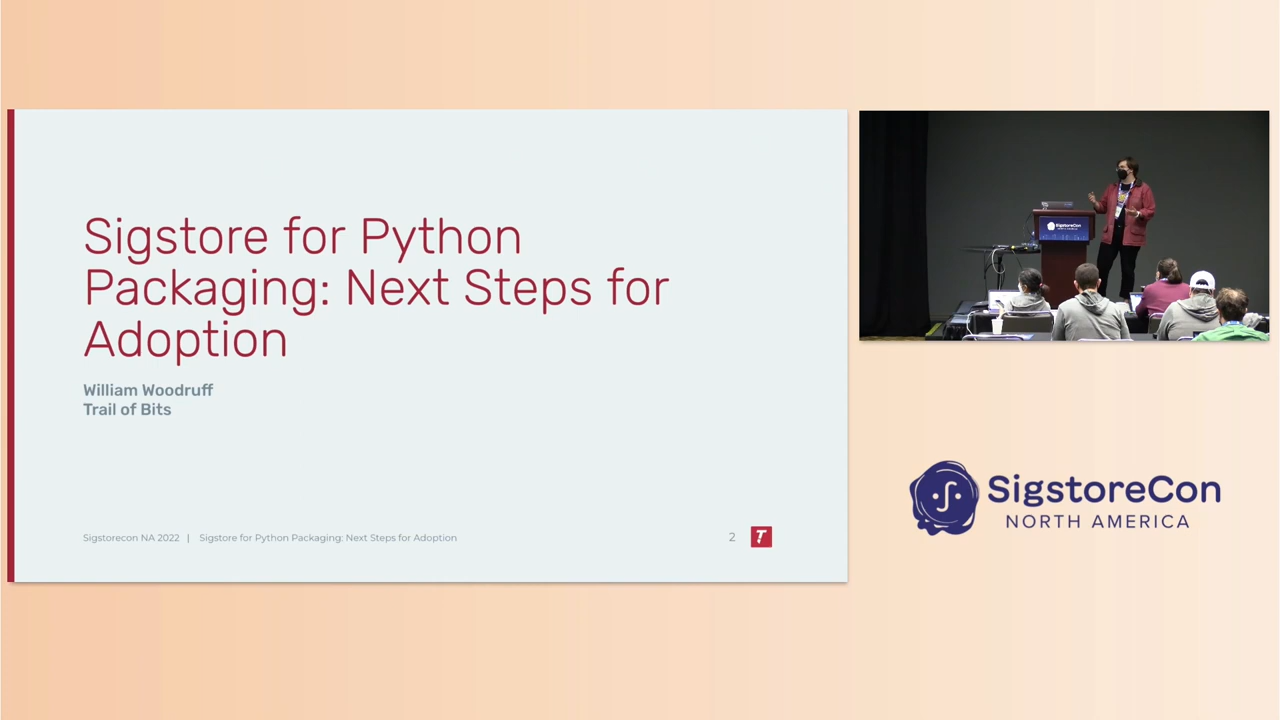 Sigstore for Python
Packaging: Next Steps for
Adoption
William Woodruff
Trail of Bits
Sigstorecon NA 2022 | Sigstore for Python Packaging: Next Steps for Adoption
2
SigstoreCon
SigstoreCon
NORTH AMERICA